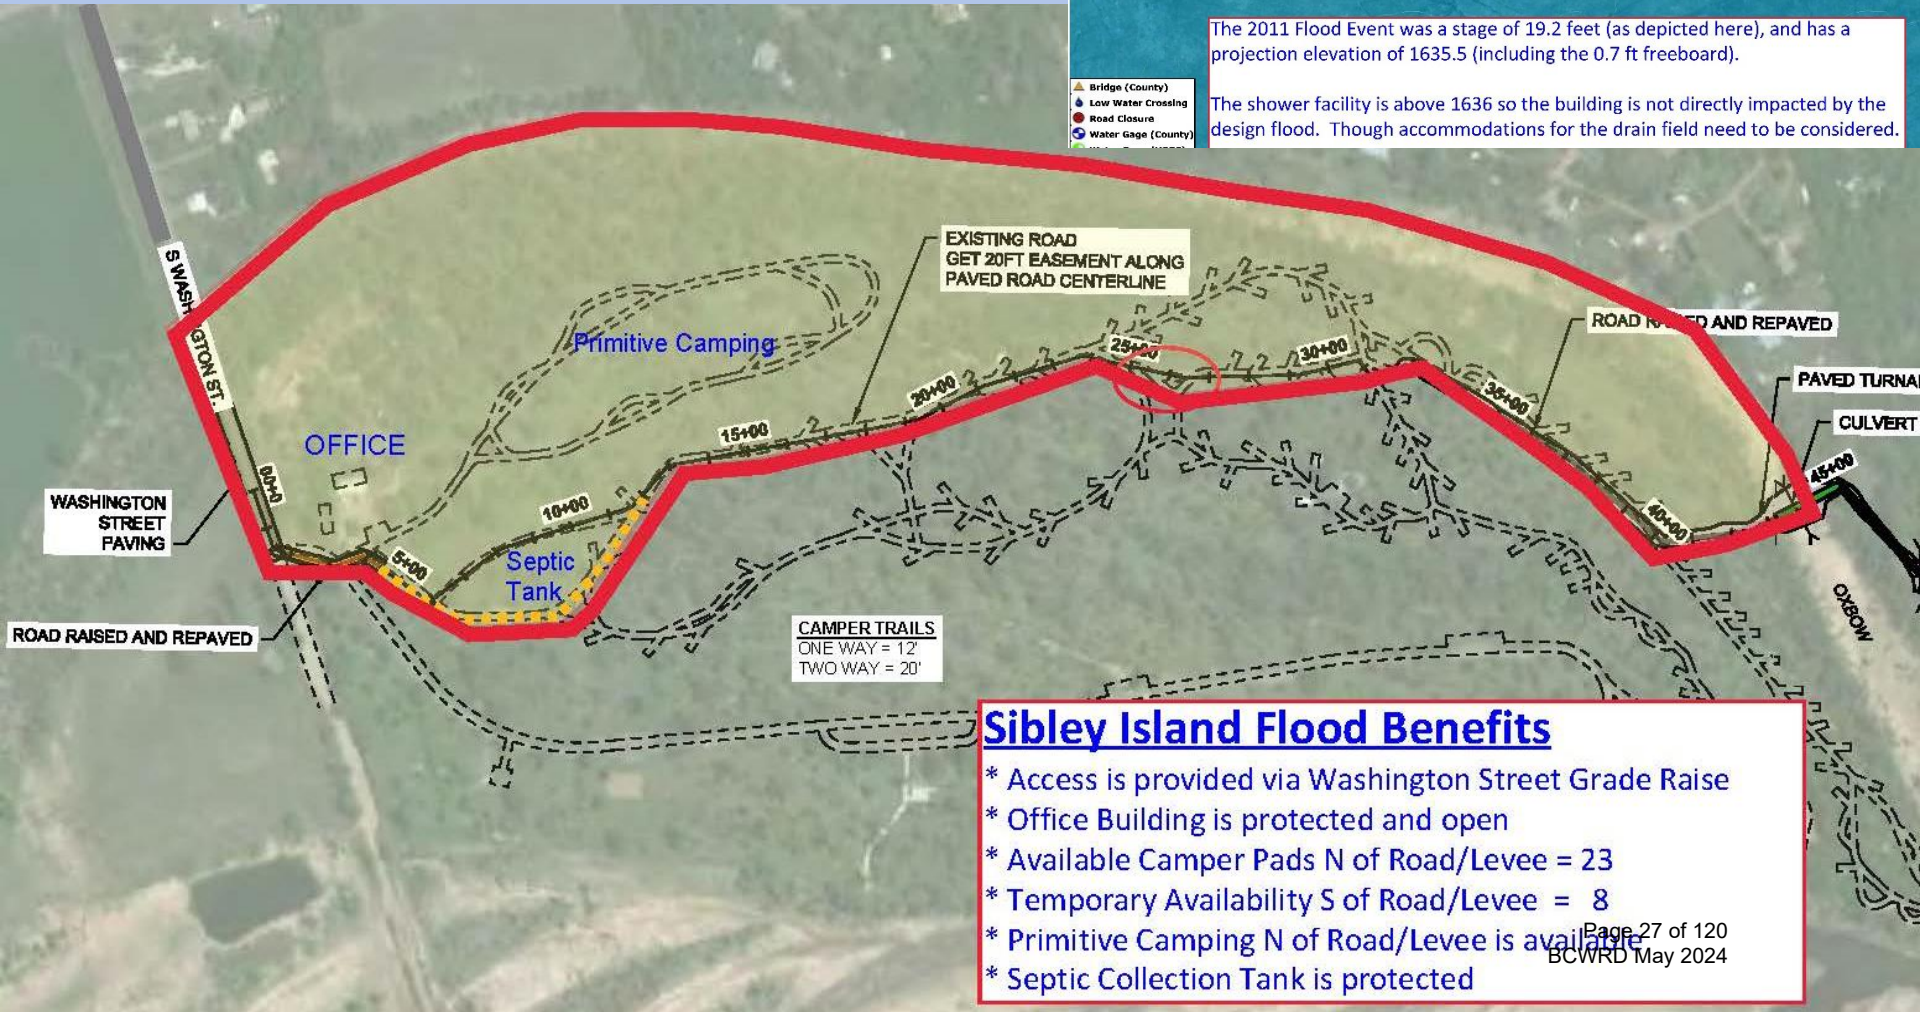 The 2011 Flood Event was a stage of 19.2 feet (as depicted here), and has a
projection elevation of 1635.5 (including the 0.7 ft freeboard).
The shower facility is above 1636 so the building is not directly impacted by the
design flood.  Though accommodations for the drain field need to be considered.
Bridge (County)
Low Water Crossing
Road Closure
Water Gage (County)
S WASHINGTON ST.
EXISTING ROAD
GET 20FT EASEMENT ALONG
PAVED ROAD CENTERLINE
Primitive Camping
ROAD RAISED AND REPAVED
25+00
30+00
PAVED TURNA
20+00
35+00
CULVERT
15+00
OFFICE
45+00
0+00
WASHINGTON
STREET
PAVING
10+00
40+00
5+00
Septic
Tank
OXBOW
ROAD RAISED AND REPAVED
CAMPER TRAILS
ONE WAY = 12'
TWO WAY = 20'
Sibley Island Flood Benefits
* Access is provided via Washington Street Grade Raise
* Office Building is protected and open
* Available Camper Pads N of Road/Levee = 23
* Temporary Availability S of Road/Levee  =   8
* Primitive Camping N of Road/Levee is available
* Septic Collection Tank is protected
Page 27 of 120
BCWRD May 2024